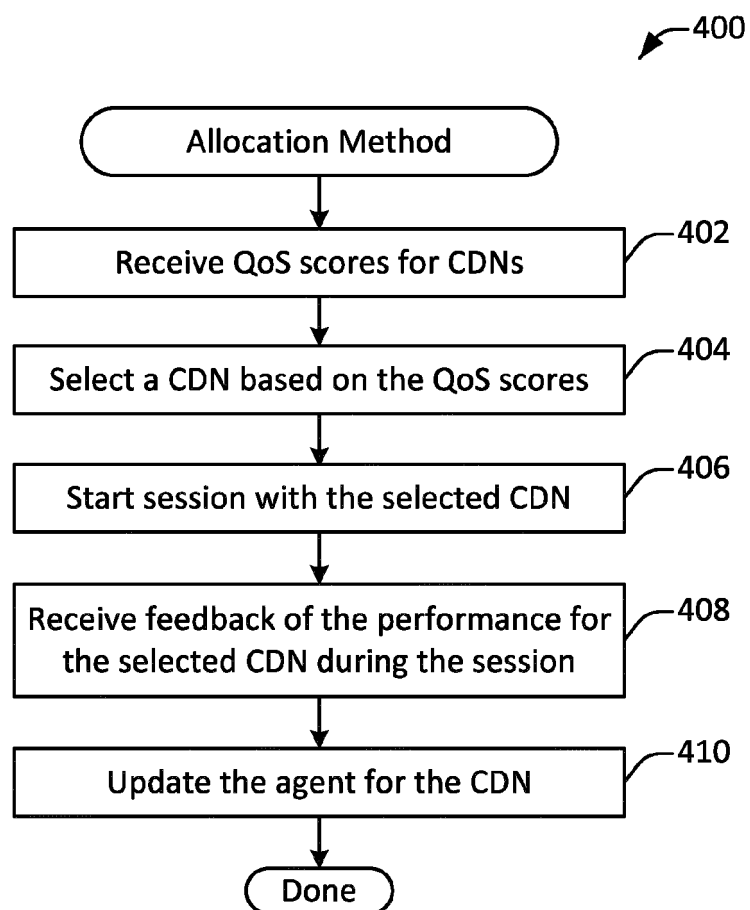 400
Allocation Method
402
Receive QoS scores for CDNs
404
Select a CDN based on the QoS scores
406
Start session with the selected CDN
408
Receive feedback of the performance for
the selected CDN during the session
410
Update the agent for the CDN
Done